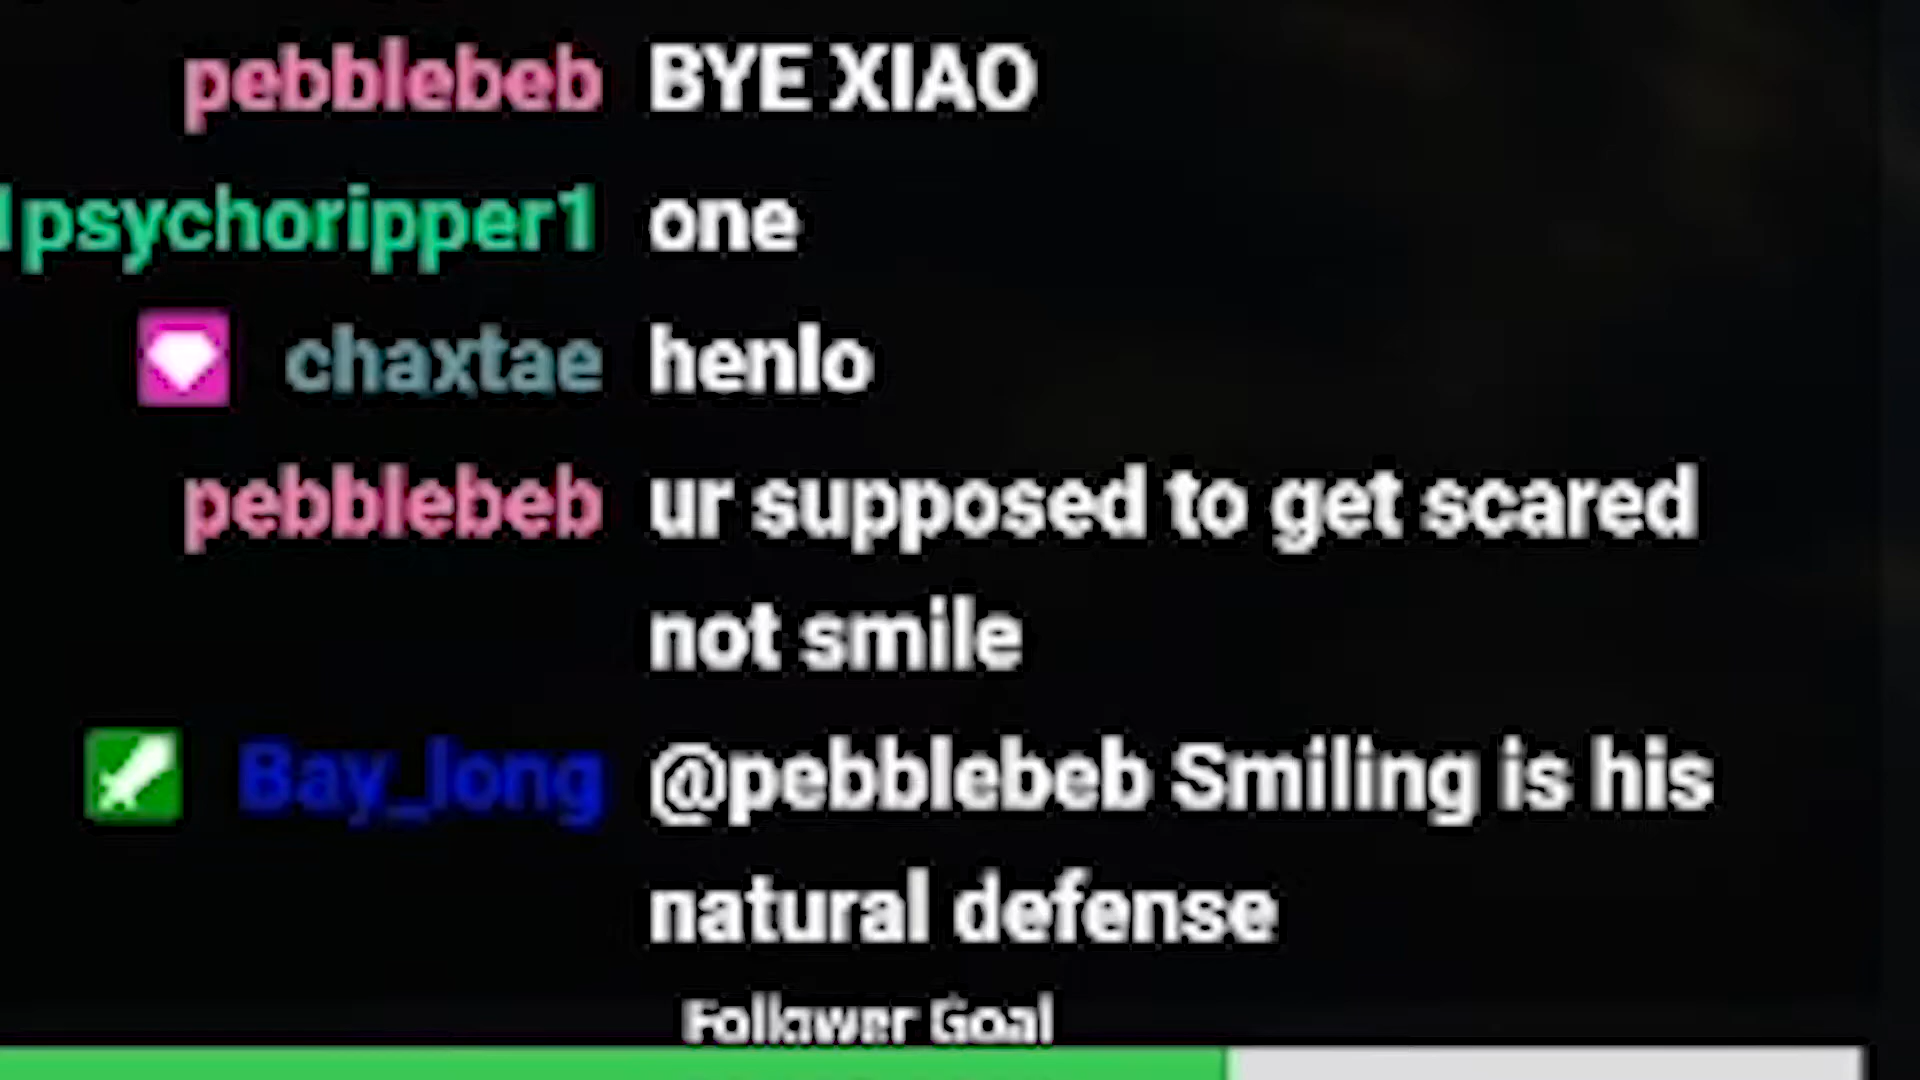 pebblebeb BYE XIAO
1psychoripper1 one
chaxtae henlo
pebblebeb ur supposed to get scared
not smile
Bay_long @pebblebeb Smiling is his
natural defense
Follower Goal